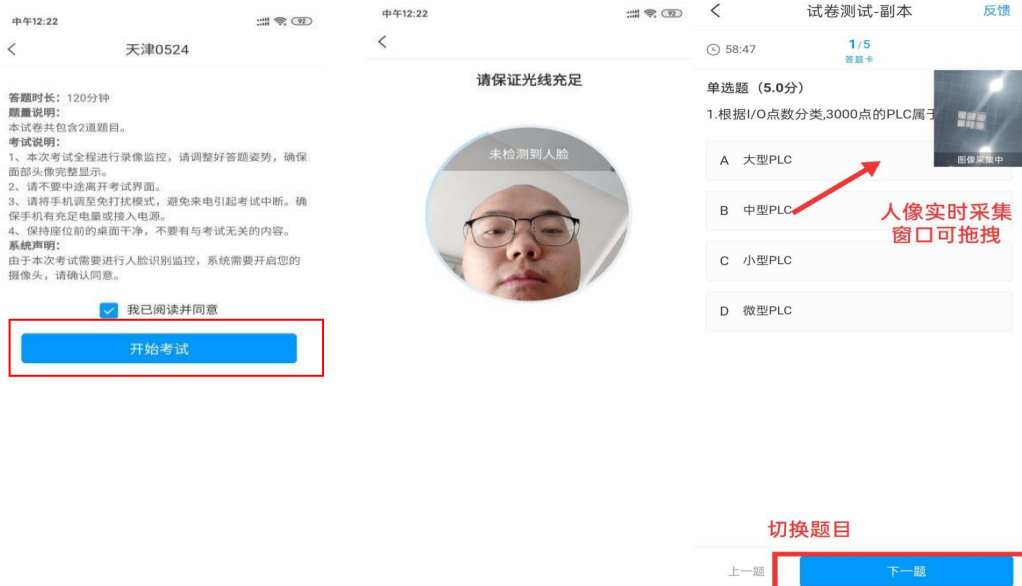 中午12:22
92
天津0524
答题时长：120分钟
题量说明：
本试卷共包含2道题目。
考试说明：
1、本次考试全程进行录像监控，请调整好答题姿势，确保
面部头像完整显示。
2、请不要中途离开考试界面。
3、请将手机调至免打扰模式，避免来电引起考试中断。确
保手机有充足电量或接入电源。
4、保持座位前的桌面干净，不要有与考试无关的内容。
系统声明：
由于本次考试需要进行人脸识别监控，系统需要开启您的
摄像头，请确认同意。
我已阅读并同意
开始考试
中午12:22
92
请保证光线充足
未检测到人脸
试卷测试-副本
反馈
58:47
1/5
答题卡
单选题（5.0分）
1.根据I/O点数分类,3000点的PLC属于
图像采集中
A 大型PLC
B 中型PLC
人像实时采集
窗口可拖拽
C 小型PLC
D 微型PLC
切换题目
上一题
下一题